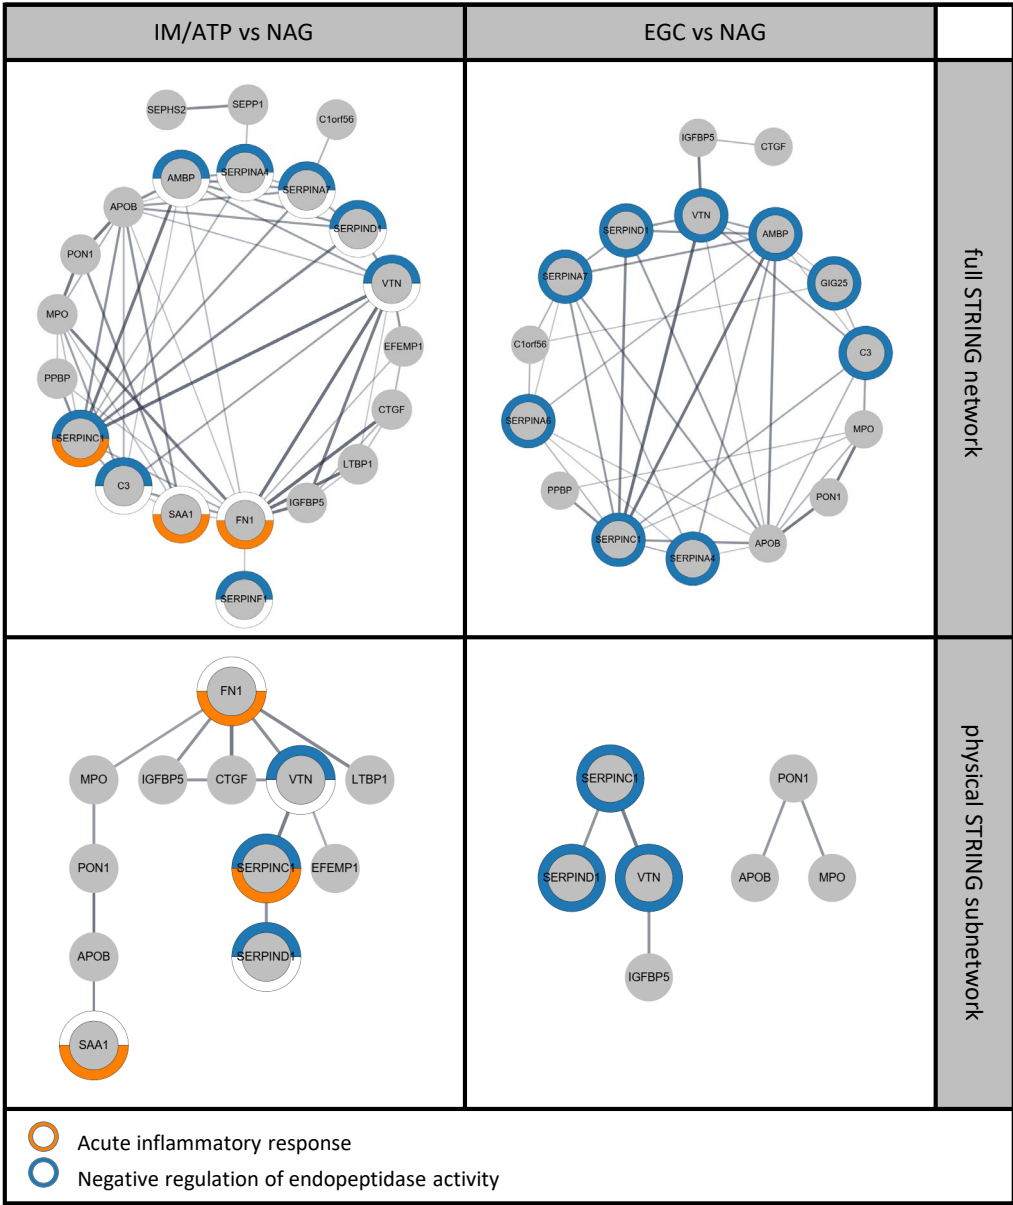 IM/ATP vs NAG
EGC vs NAG
SEPHS2
SEPP1
C1orf56
AMBP
SERPINA4
SERPINA7
SERPIND1
APOB
VTN
PON1
MPO
EFEMP1
PPBP
CTGF
SERPINC1
LTBP1
C3
IGFBP5
SAA1
FN1
SERPINF1
IGFBP5
CTGF
VTN
SERPIND1
AMBP
SERPINA7
GIG25
C1orf56
C3
SERPINA6
MPO
PPBP
PON1
SERPINC1
APOB
SERPINA4
full STRING network
FN1
MPO
IGFBP5
CTGF
VTN
LTBP1
PON1
SERPINC1
EFEMP1
APOB
SERPIND1
SAA1
SERPINC1
PON1
SERPIND1
VTN
APOB
MPO
IGFBP5
physical STRING subnetwork
Acute inflammatory response
Negative regulation of endopeptidase activity